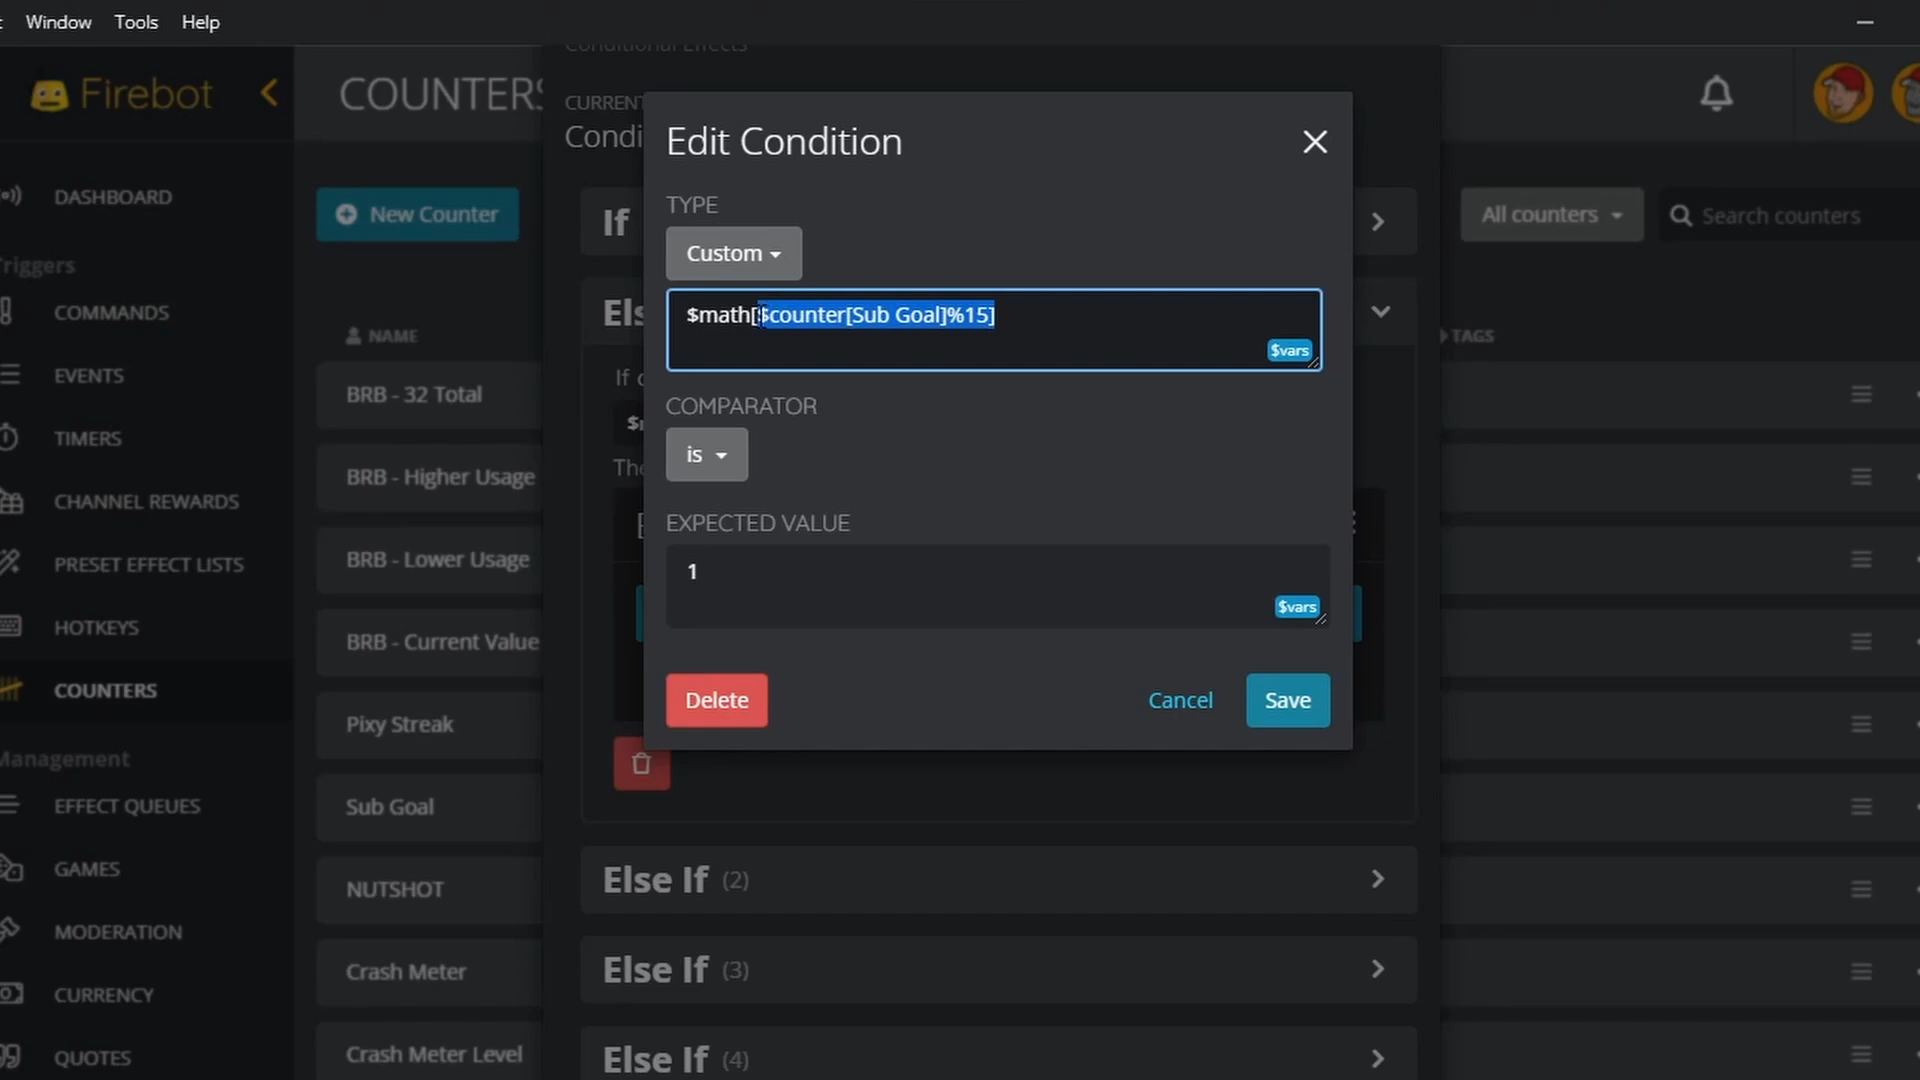 Window Tools Help
Firebot
COUNTERS
Conditional Effects
CURRENT
Condi
Edit Condition
TYPE
Custom
$math[$counter[Sub Goal]%15]
$vars
COMPARATOR
is
EXPECTED VALUE
1
$vars
Delete
Cancel
Save
DASHBOARD
Triggers
COMMANDS
EVENTS
TIMERS
CHANNEL REWARDS
PRESET EFFECT LISTS
HOTKEYS
COUNTERS
Management
EFFECT QUEUES
GAMES
MODERATION
CURRENCY
QUOTES
New Counter
All counters
Search counters
NAME
TAGS
BRB - 32 Total
BRB - Higher Usage
BRB - Lower Usage
BRB - Current Value
Pixy Streak
Sub Goal
NUTSHOT
Crash Meter
Crash Meter Level
If
Els
If c
The
Else If (2)
Else If (3)
Else If (4)